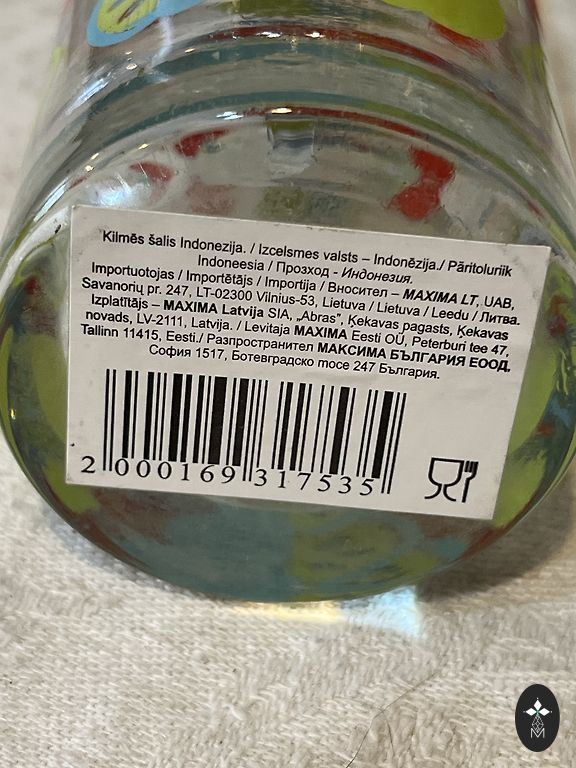 Kilmēs šalis Indonezija. / Izcelsmes valsts – Indonēzija./ Päritoluriik
Indoneesia / Прозход - Индонезия.
Importuotojas / Importētājs / Importija / Вносител – MAXIMA LT, UAB,
Savanorių pr. 247, LT-02300 Vilnius-53, Lietuva / Lietuva / Leedu / Литва.
Izplatītājs – MAXIMA Latvija SIA, „Abras”, Ķekavas pagasts, Ķekavas
novads, LV-2111, Latvija. / Levitaja MAXIMA Eesti OÜ, Peterburi tee 47,
Tallinn 11415, Eesti./ Разпространител МАКСИМА БЪЛГАРИЯ ЕООД,
София 1517, Ботевградско mоce 247 България.
2 000169 317535
M